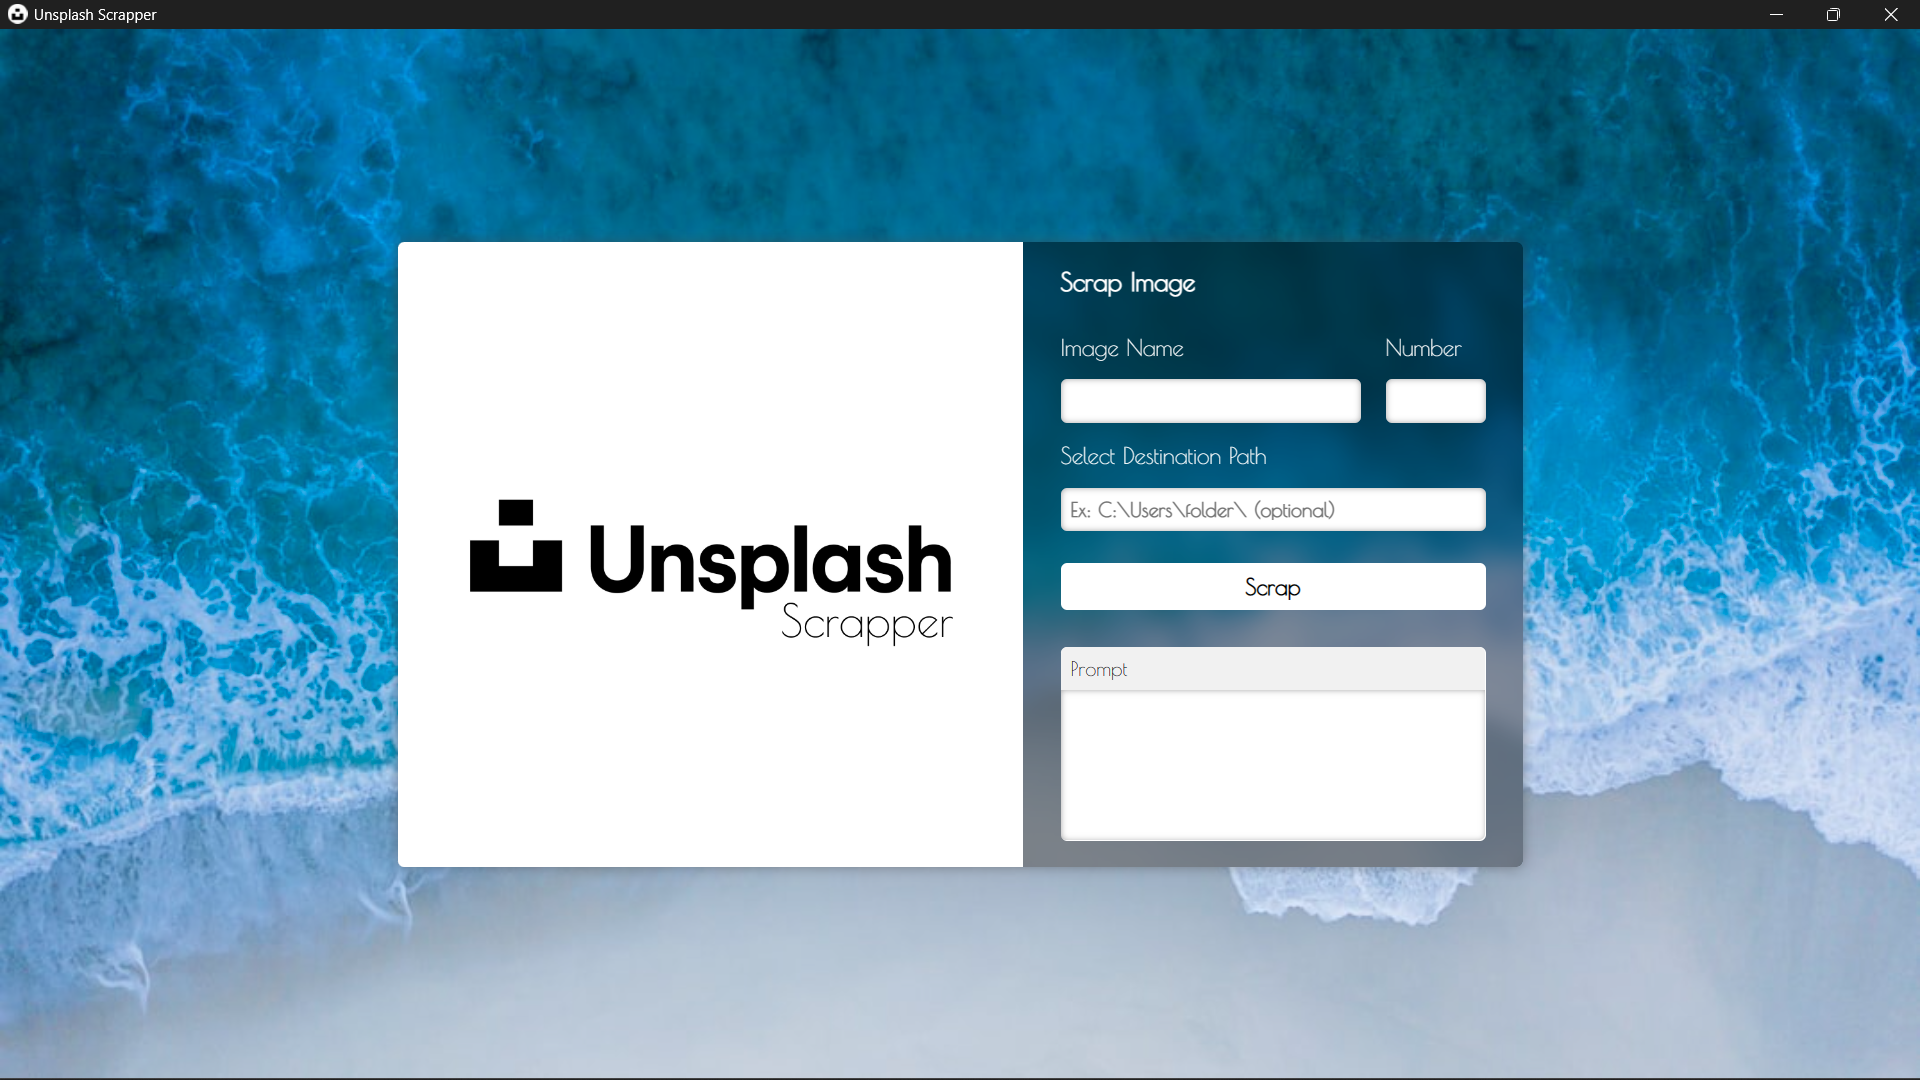 Unsplash Scrapper
Unsplash
Scrapper
Scrap Image
Image Name
Number
Select Destination Path
Ex: C:\Users\folder\ (optional)
Scrap
Prompt